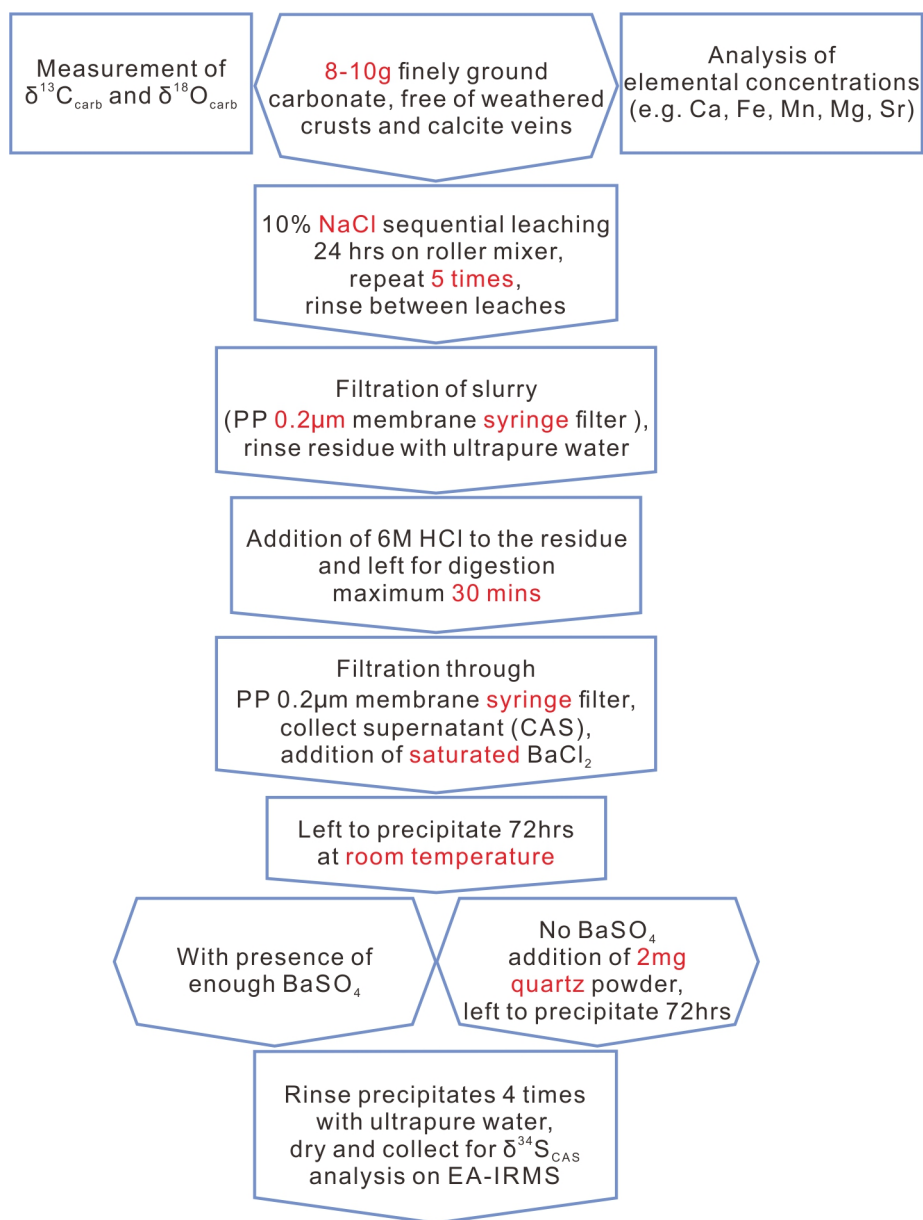 Measurement of
δ¹³C꜀ₐᵣb and δ¹⁸O꜀ₐᵣb
8-10g finely ground
carbonate, free of weathered
crusts and calcite veins
Analysis of
elemental concentrations
(e.g. Ca, Fe, Mn, Mg, Sr)
10% NaCl sequential leaching
24 hrs on roller mixer,
repeat 5 times,
rinse between leaches
Filtration of slurry
(PP 0.2µm membrane syringe filter ),
rinse residue with ultrapure water
Addition of 6M HCl to the residue
and left for digestion
maximum 30 mins
Filtration through
PP 0.2µm membrane syringe filter,
collect supernatant (CAS),
addition of saturated BaCl₂
Left to precipitate 72hrs
at room temperature
With presence of
enough BaSO₄
No BaSO₄
addition of 2mg
quartz powder,
left to precipitate 72hrs
Rinse precipitates 4 times
with ultrapure water,
dry and collect for δ³⁴S CAS
analysis on EA-IRMS